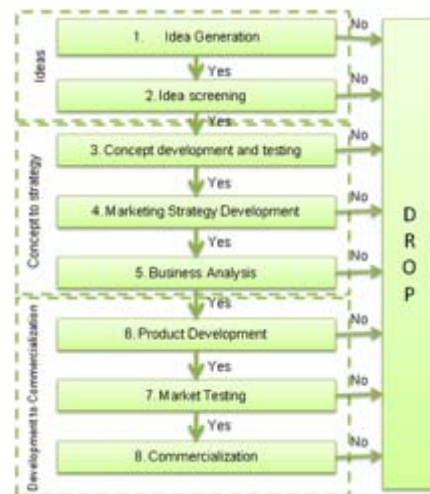 Ideas
1. Idea Generation
No
Yes
2. Idea screening
No
Yes
Concept to strategy
3. Concept development and testing
No
Yes
4. Marketing Strategy Development
No
Yes
5. Business Analysis
No
Yes
Development to Commercialization
6. Product Development
No
Yes
7. Market Testing
No
Yes
8. Commercialization
No
D
R
O
P